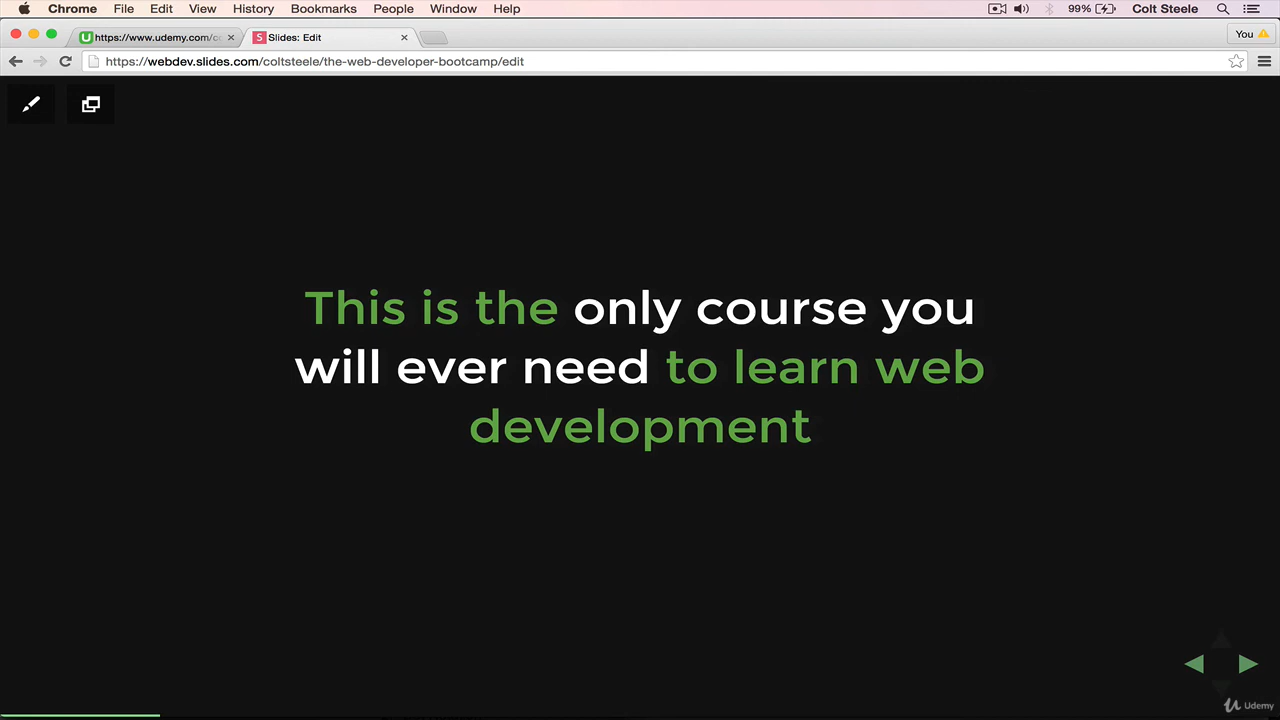 Chrome File Edit View History Bookmarks People Window Help 99% Colt Steele
https://www.udemy.com/co Slides: Edit You
https://webdev.slides.com/coltsteele/the-web-developer-bootcamp/edit
This is the only course you
will ever need to learn web
development
Udemy